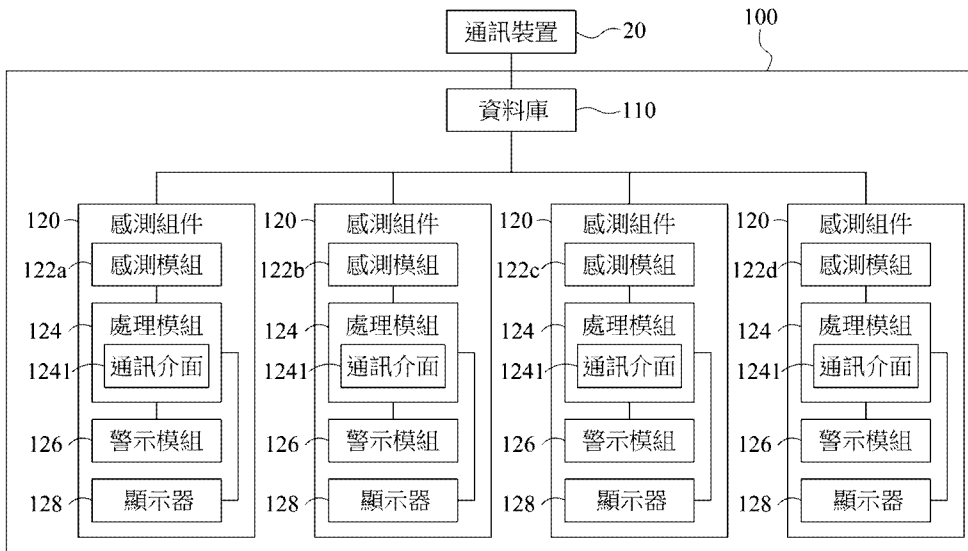 通訊裝置 20
100
資料庫 110
120 感測組件 120 感測組件 120 感測組件 120 感測組件
122a 感測模組 122b 感測模組 122c 感測模組 122d 感測模組
124 處理模組 124 處理模組 124 處理模組 124 處理模組
1241 通訊介面 1241 通訊介面 1241 通訊介面 1241 通訊介面
126 警示模組 126 警示模組 126 警示模組 126 警示模組
128 顯示器 128 顯示器 128 顯示器 128 顯示器